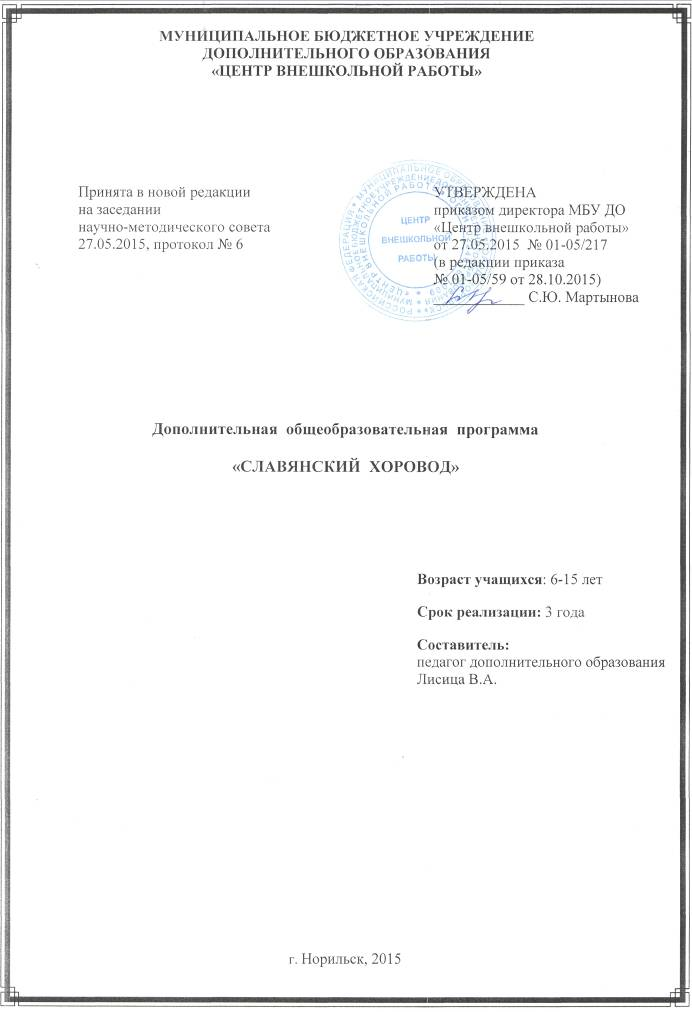 МУНИЦИПАЛЬНОЕ БЮДЖЕТНОЕ УЧРЕЖДЕНИЕ
ДОПОЛНИТЕЛЬНОГО ОБРАЗОВАНИЯ
«ЦЕНТР ВНЕШКОЛЬНОЙ РАБОТЫ»
Принята в новой редакции
на заседании
научно-методического совета
27.05.2015, протокол № 6
УТВЕРЖДЕНА
приказом директора МБУ ДО
«Центр внешкольной работы»
от 27.05.2015 № 01-05/217
(в редакции приказа
№ 01-05/59 от 28.10.2015)
С.Ю. Мартынова
ЦЕНТР
ВНЕШКОЛЬНОЙ
РАБОТЫ
Дополнительная общеобразовательная программа
«СЛАВЯНСКИЙ ХОРОВОД»
Возраст учащихся: 6-15 лет
Срок реализации: 3 года
Составитель:
педагог дополнительного образования
Лисица В.А.
г. Норильск, 2015